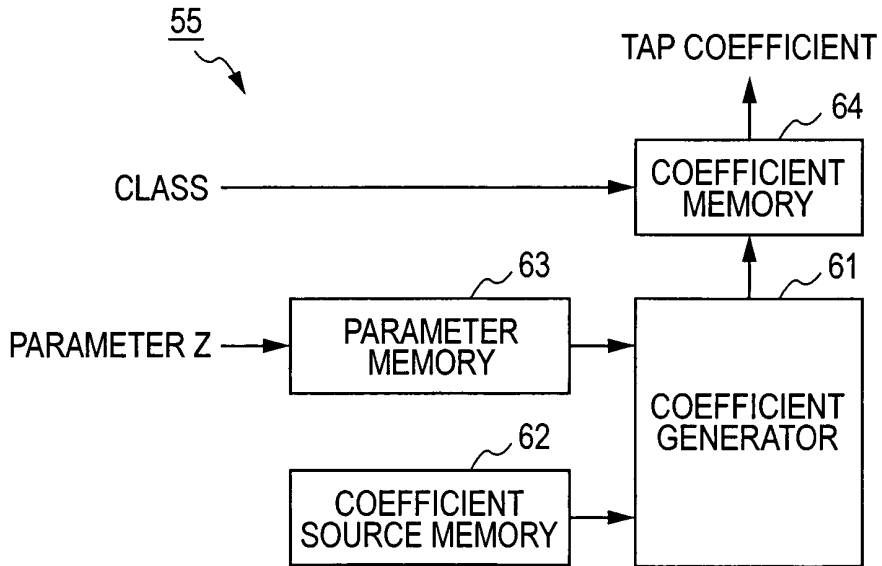 55
TAP COEFFICIENT
64
CLASS
COEFFICIENT
MEMORY
63
61
PARAMETER Z
PARAMETER
MEMORY
COEFFICIENT
GENERATOR
62
COEFFICIENT
SOURCE MEMORY